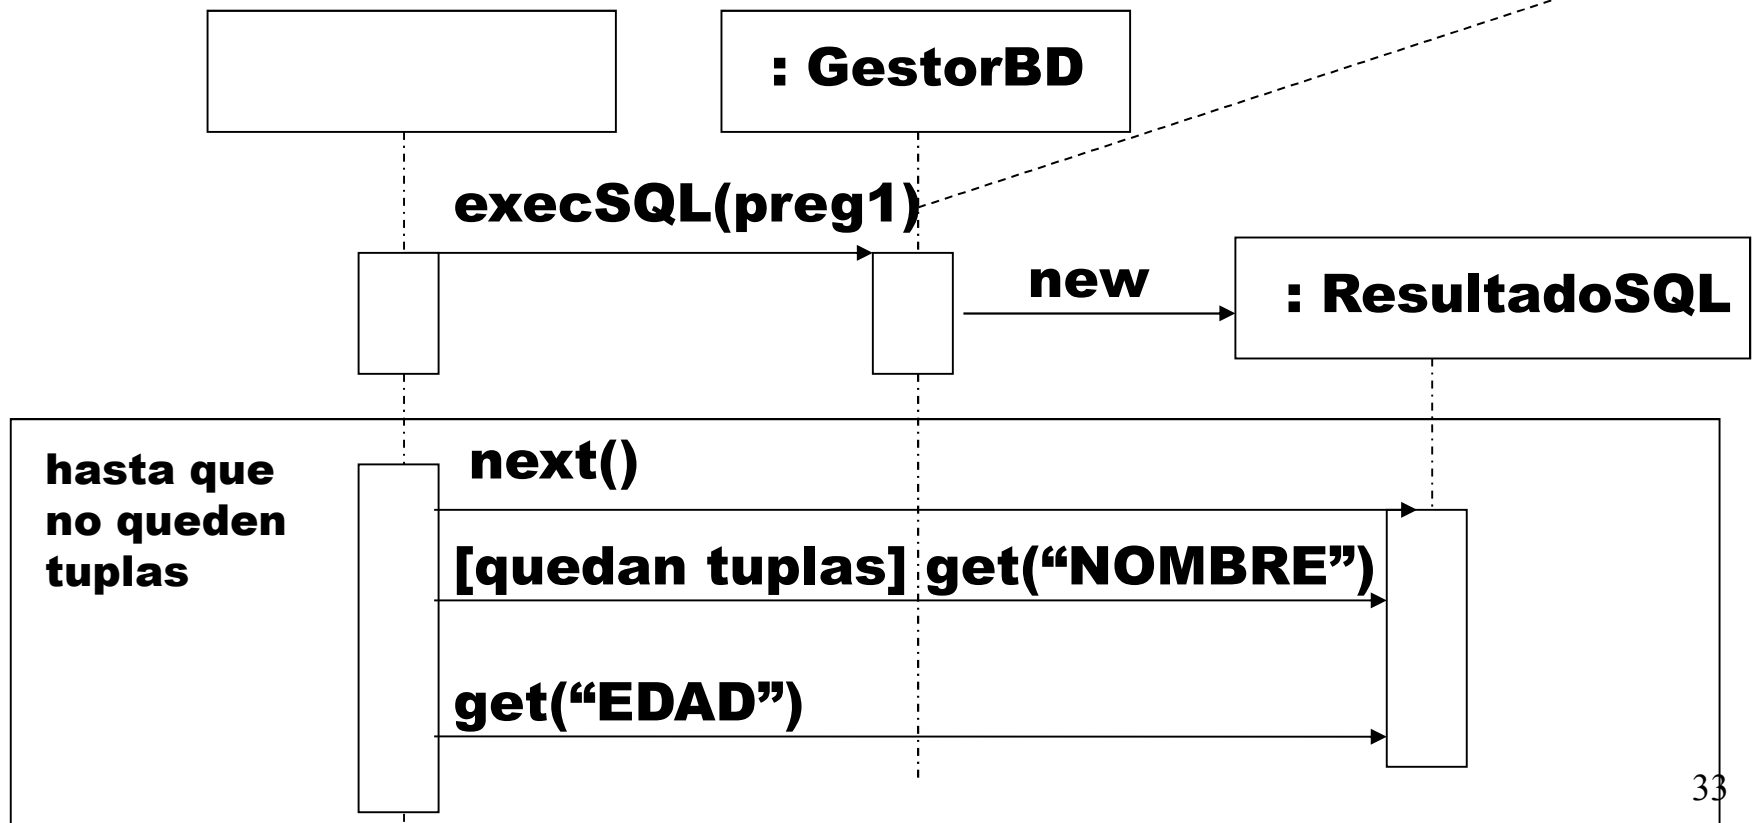 : GestorBD
execSQL(preg1)
new
: ResultadoSQL
hasta que
no queden
tuplas
next()
[quedan tuplas] get(“NOMBRE”)
get(“EDAD”)
33